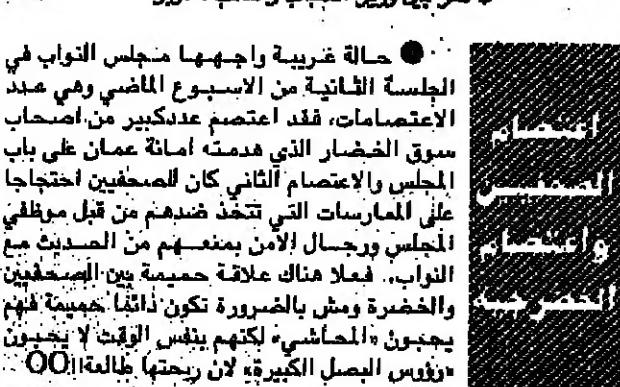 اعتصام
الصحفيين
واعتصام
الخضرجيه
● حالة غريبة واجهها مجلس النواب في
الجلسة الثانية من الاسبوع الماضي وهي عدد
الاعتصامات، فقد اعتصم عدد كبير من اصحاب
سوق الخضار الذي هدمته امانة عمان على باب
المجلس والاعتصام الثاني كان للصحفيين احتجاجا
على الممارسات التي تتخذ ضدهم من قبل موظفي
المجلس ورجال الامن بمنعهم من الحديث مع
النواب.. فعلا هناك علاقة حميمة بين الصحفيين
والخضرة ومش بالضرورة تكون دائما حميمة فهم
يحبون «المحاشي» لكنهم بنفس الوقت لا يحبون
«رؤوس البصل الكبيرة» لان ريحتها طالعة!! OO